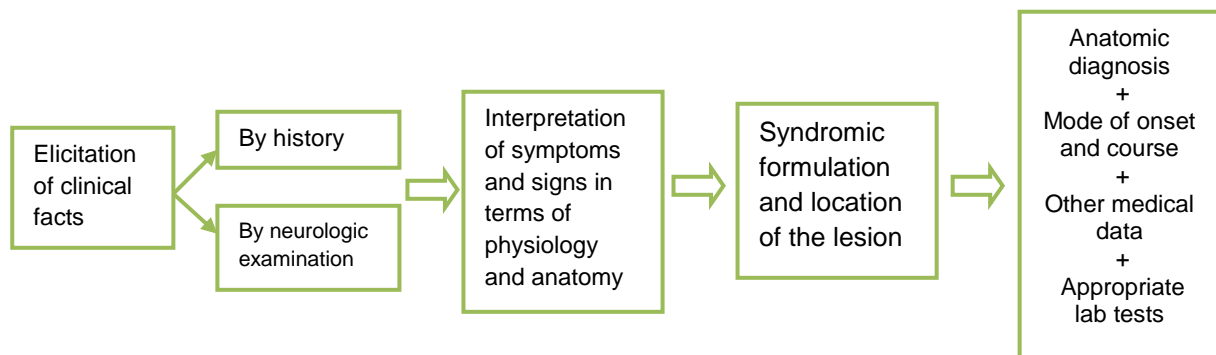 Elicitation
of clinical
facts
By history
By neurologic
examination
Interpretation
of symptoms
and signs in
terms of
physiology
and anatomy
Syndromic
formulation
and location
of the lesion
Anatomic
diagnosis
+
Mode of onset
and course
+
Other medical
data
+
Appropriate
lab tests